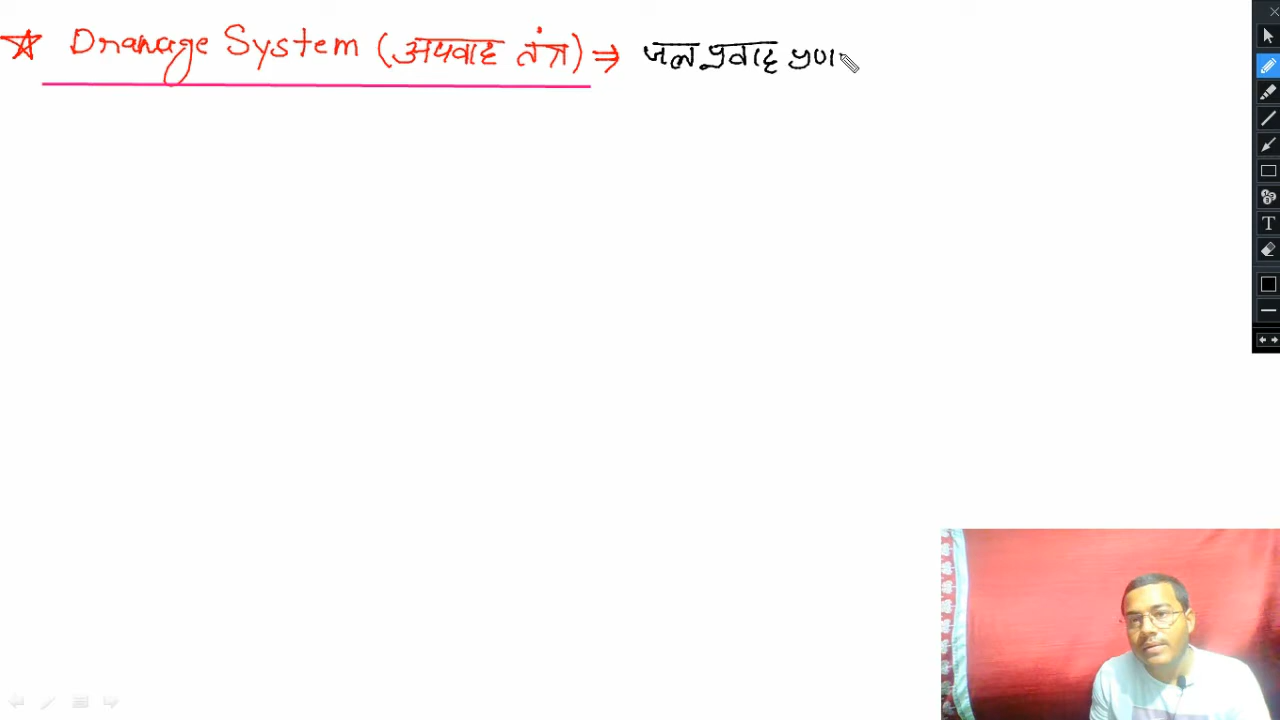 ☆ Dranage System (अपवाह तंत्र) ⇒ जल प्रवाह प्रणा
T